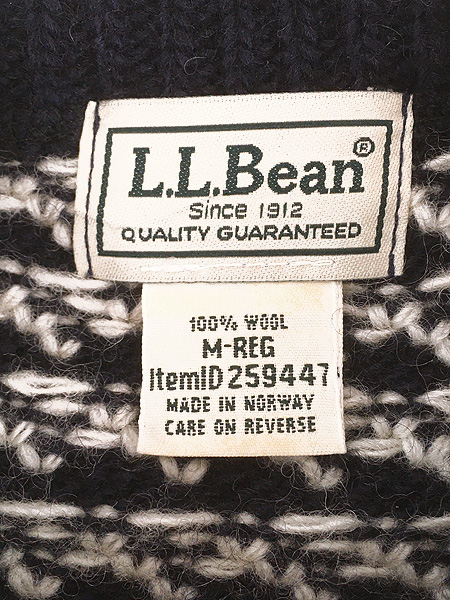 L.L.Bean®
Since 1912
QUALITY GUARANTEED
100% WOOL
M-REG
ItemID 259447
MADE IN NORWAY
CARE ON REVERSE